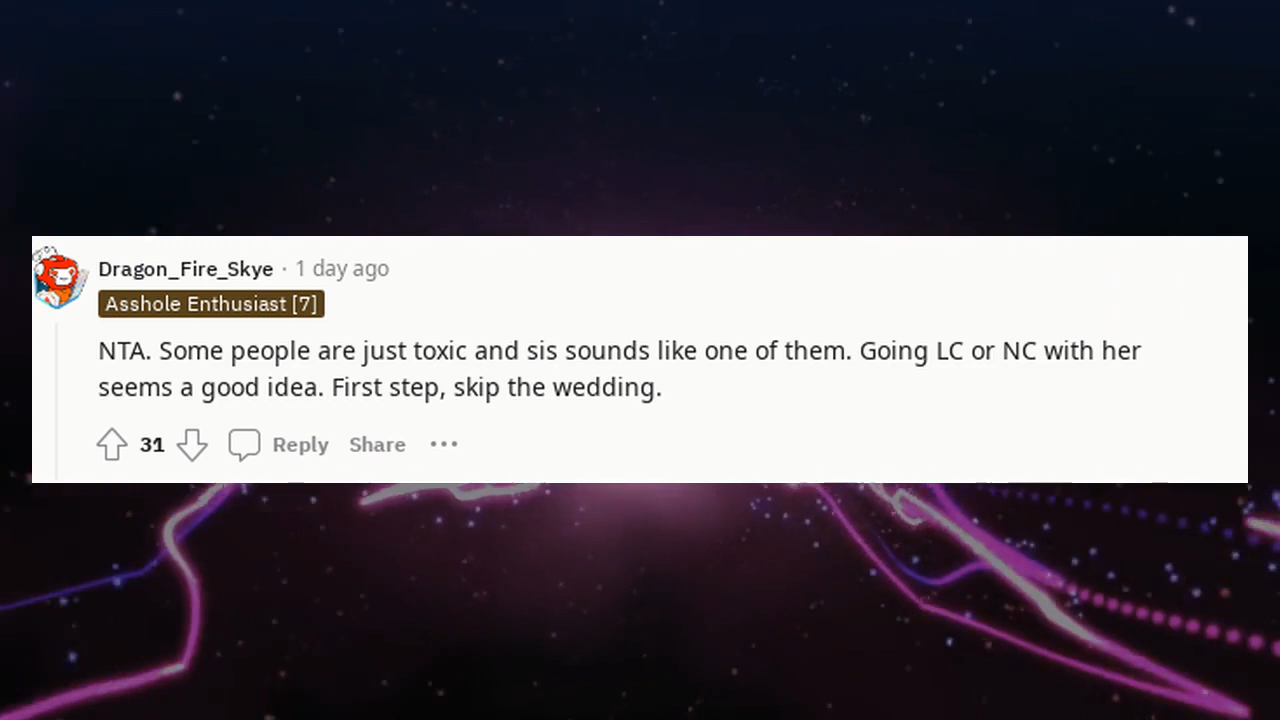 Dragon_Fire_Skye · 1 day ago
Asshole Enthusiast [7]
NTA. Some people are just toxic and sis sounds like one of them. Going LC or NC with her
seems a good idea. First step, skip the wedding.
31 Reply Share ···